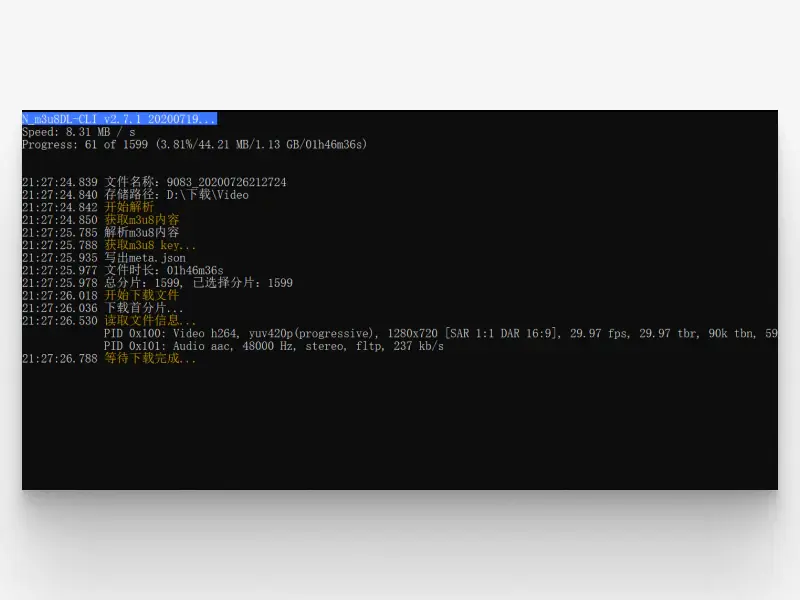 N_m3u8DL-CLI v2.7.1 20200719...
Speed: 8.31 MB / s
Progress: 61 of 1599 (3.81%/44.21 MB/1.13 GB/01h46m36s)
21:27:24.839 文件名称: 9083_20200726212724
21:27:24.840 存储路径: D:\下载\Video
21:27:24.842 开始解析
21:27:24.850 获取m3u8内容
21:27:25.785 解析m3u8内容
21:27:25.788 获取m3u8 key...
21:27:25.935 写出meta.json
21:27:25.977 文件时长: 01h46m36s
21:27:25.978 总分片: 1599, 已选择分片: 1599
21:27:26.018 开始下载文件
21:27:26.036 下载首分片...
21:27:26.530 读取文件信息...
PID 0x100: Video h264, yuv420p(progressive), 1280x720 [SAR 1:1 DAR 16:9], 29.97 fps, 29.97 tbr, 90k tbn, 59
PID 0x101: Audio aac, 48000 Hz, stereo, fltp, 237 kb/s
21:27:26.788 等待下载完成...